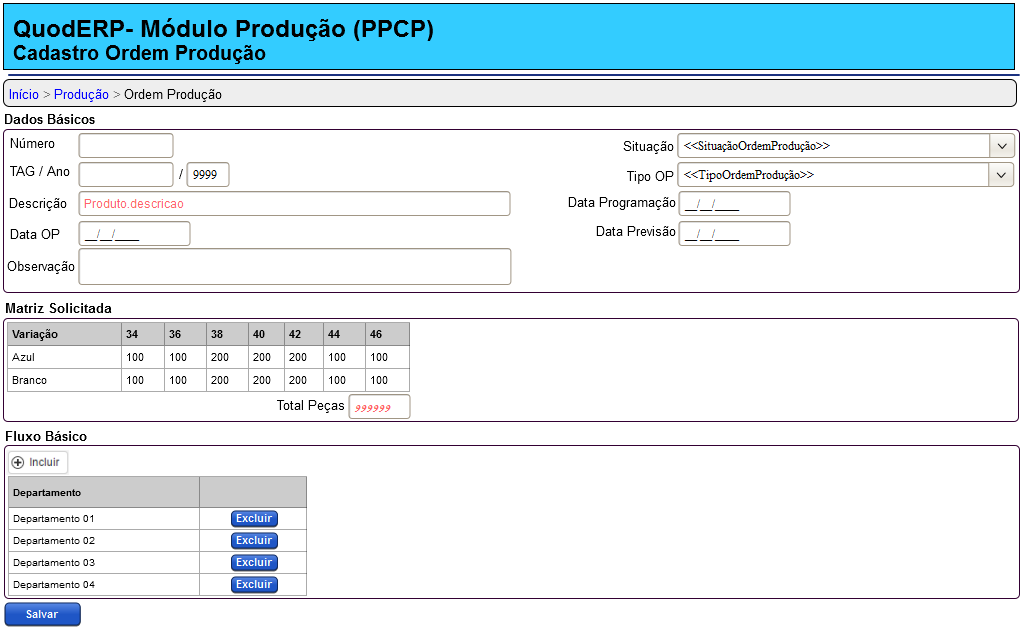 QuodERP- Módulo Produção (PPCP)
Cadastro Ordem Produção
Início > Produção > Ordem Produção
Dados Básicos
Número
Situação <<SituaçãoOrdemProdução>>
TAG / Ano / 9999
Tipo OP <<TipoOrdemProdução>>
Descrição Produto.descricao
Data Programação __/__/____
Data OP __/__/____
Data Previsão __/__/____
Observação
Matriz Solicitada
Variação 34 36 38 40 42 44 46
Azul 100 100 200 200 200 100 100
Branco 100 100 200 200 200 100 100
Total Peças 999999
Fluxo Básico
Incluir
Departamento
Departamento 01 Excluir
Departamento 02 Excluir
Departamento 03 Excluir
Departamento 04 Excluir
Salvar